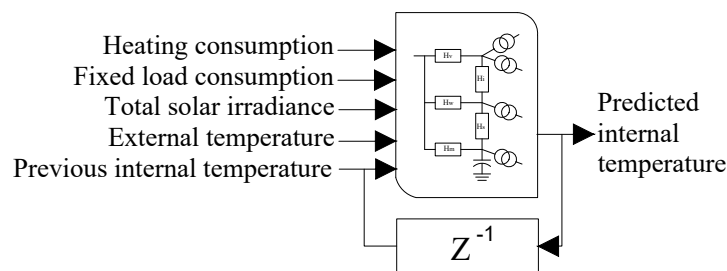 Heating consumption
Fixed load consumption
Total solar irradiance
External temperature
Previous internal temperature
Hv
Hi
Hw
Hs
Hm
Predicted
internal
temperature
Z -1